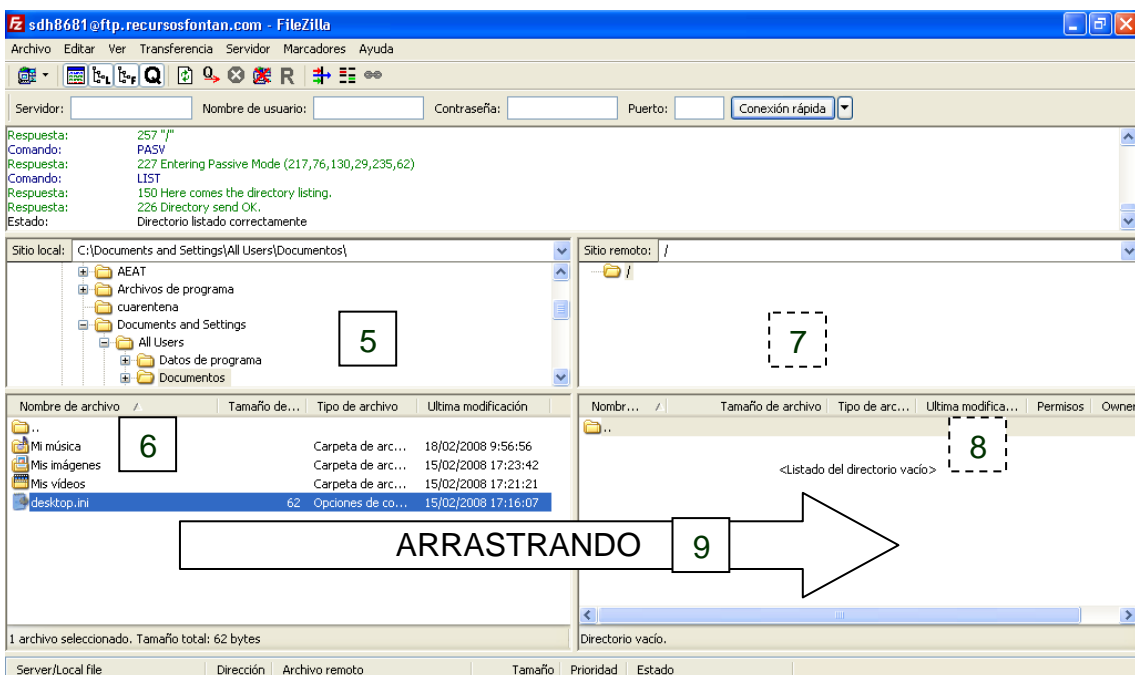 sdh8681@ftp.recursosfontan.com - FileZilla
Archivo Editar Ver Transferencia Servidor Marcadores Ayuda
Servidor: Nombre de usuario: Contraseña: Puerto: Conexión rápida
Respuesta: 257 "/"
Comando: PASV
Respuesta: 227 Entering Passive Mode (217,76,130,29,235,62)
Comando: LIST
Respuesta: 150 Here comes the directory listing.
Respuesta: 226 Directory send OK.
Estado: Directorio listado correctamente
Sitio local: C:\Documents and Settings\All Users\Documentos\
AEAT
Archivos de programa
cuarentena
Documents and Settings
All Users
Datos de programa
Documentos
5
Sitio remoto: /
/
7
Nombre de archivo / Tamaño de... Tipo de archivo Ultima modificación
..
Mi música Carpeta de arc... 18/02/2008 9:56:56
Mis imágenes Carpeta de arc... 15/02/2008 17:23:42
Mis vídeos Carpeta de arc... 15/02/2008 17:21:21
desktop.ini 62 Opciones de co... 15/02/2008 17:16:07
6
Nombr... / Tamaño de archivo Tipo de arc... Ultima modifica... Permisos Owner
..
<Listado del directorio vacío>
8
ARRASTRANDO 9
1 archivo seleccionado. Tamaño total: 62 bytes
Directorio vacío.
Server/Local file Dirección Archivo remoto Tamaño Prioridad Estado